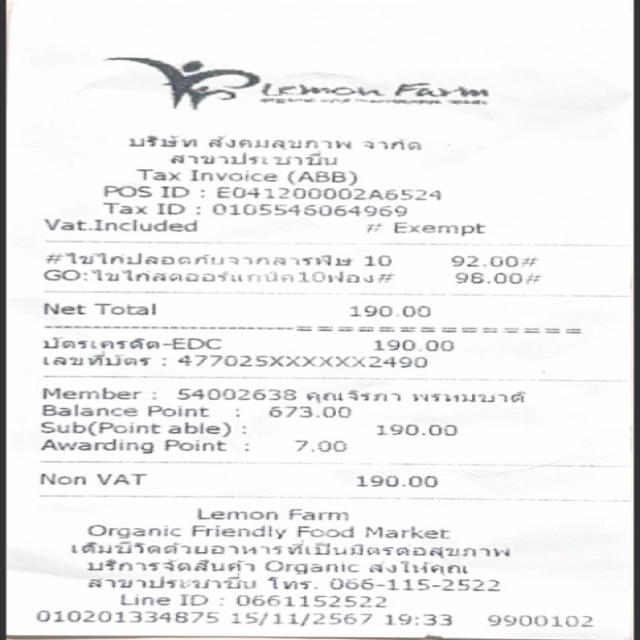 Lemon Farm
บริษัท สังคมสุขภาพ จำกัด
สาขาประชาชื่น
Tax Invoice (ABB)
POS ID : E041200002A6524
Tax ID : 0105546064969
Vat.Included # Exempt
#ไข่ไก่ปลอดภัยจากสารพิษ 10 92.00#
GO:ไข่ไก่สดออร์แกนิค10ฟอง# 98.00#
Net Total 190.00
บัตรเครดิต-EDC 190.00
เลขที่บัตร : 477025XXXXXX2490
Member : 54002638 คุณจิรภา พรหมชาติ
Balance Point : 673.00
Sub(Point able) : 190.00
Awarding Point : 7.00
Non VAT 190.00
Lemon Farm
Organic Friendly Food Market
เติมชีวิตด้วยอาหารที่เป็นมิตรต่อสุขภาพ
บริการจัดสินค้า Organic ส่งให้คุณ
สาขาประชาชื่น โทร. 066-115-2522
Line ID : 0661152522
010201334875 15/11/2567 19:33 9900102